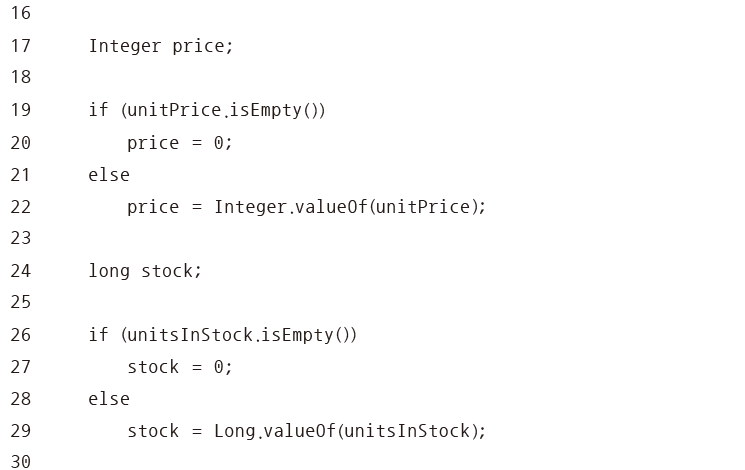 16
17 Integer price;
18
19 if (unitPrice.isEmpty())
20 price = 0;
21 else
22 price = Integer.valueOf(unitPrice);
23
24 long stock;
25
26 if (unitsInStock.isEmpty())
27 stock = 0;
28 else
29 stock = Long.valueOf(unitsInStock);
30